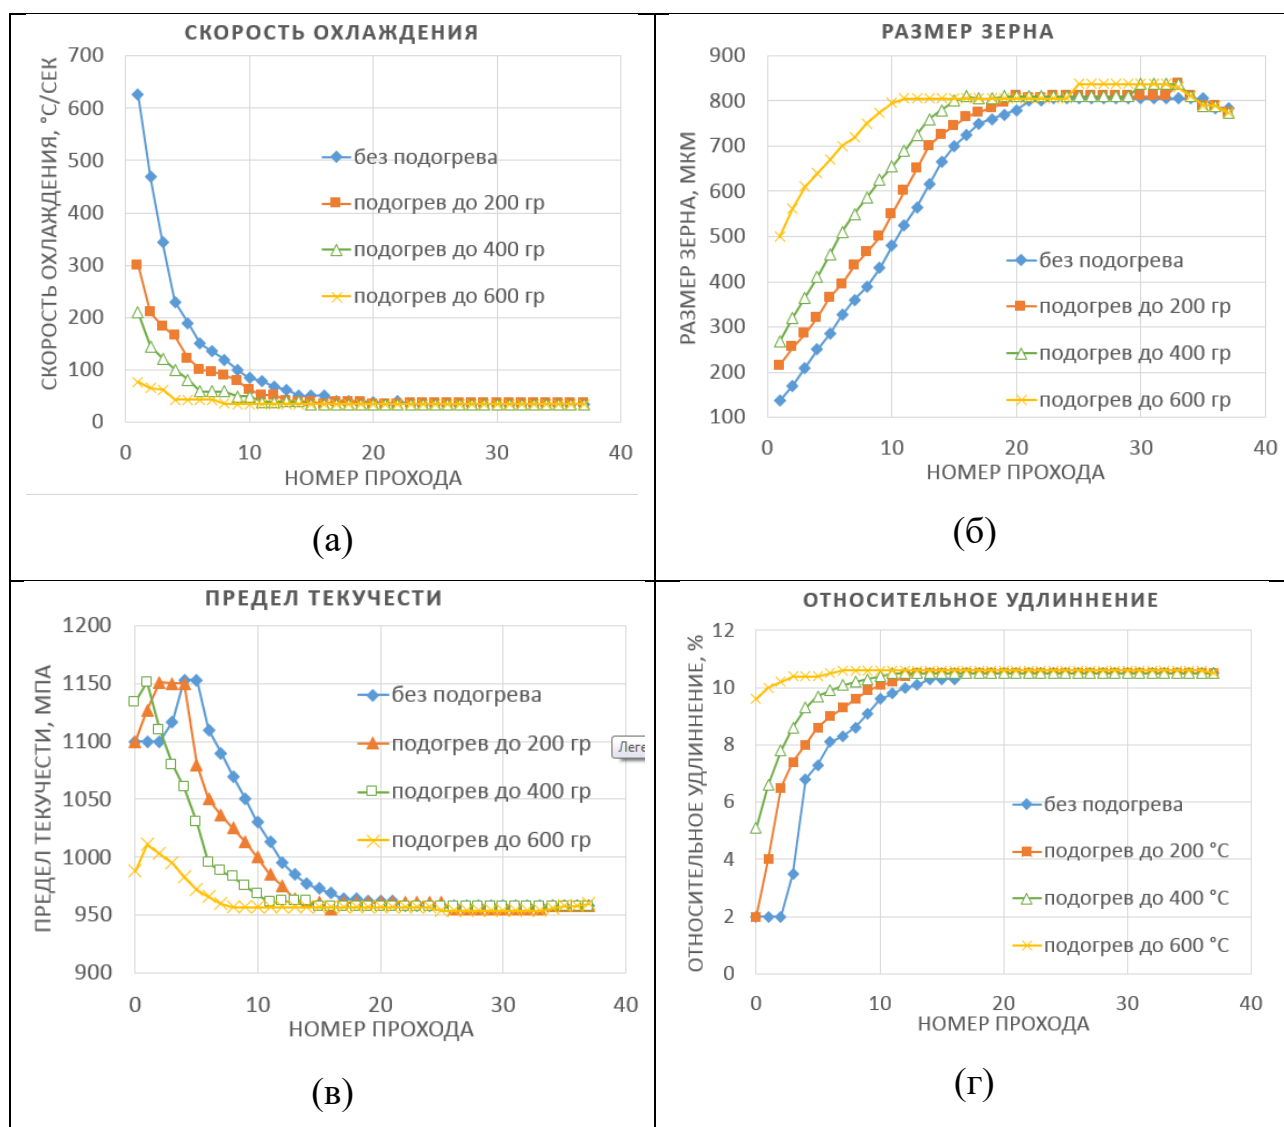 СКОРОСТЬ ОХЛАЖДЕНИЯ
СКОРОСТЬ ОХЛАЖДЕНИЯ, °С/СЕК
700
600
500
400
300
200
100
0
без подогрева
подогрев до 200 гр
подогрев до 400 гр
подогрев до 600 гр
0 10 20 30 40
НОМЕР ПРОХОДА
(а)
РАЗМЕР ЗЕРНА
РАЗМЕР ЗЕРНА, МКМ
900
800
700
600
500
400
300
200
100
без подогрева
подогрев до 200 гр
подогрев до 400 гр
подогрев до 600 гр
0 10 20 30 40
НОМЕР ПРОХОДА
(б)
ПРЕДЕЛ ТЕКУЧЕСТИ
ПРЕДЕЛ ТЕКУЧЕСТИ, МПА
1200
1150
1100
1050
1000
950
900
без подогрева
подогрев до 200 гр
подогрев до 400 гр
подогрев до 600 гр
Леге
0 10 20 30 40
НОМЕР ПРОХОДА
(в)
ОТНОСИТЕЛЬНОЕ УДЛИННЕНИЕ
ОТНОСИТЕЛЬНОЕ УДЛИННЕНИЕ, %
12
10
8
6
4
2
0
без подогрева
подогрев до 200 °С
подогрев до 400 °С
подогрев до 600 °С
0 10 20 30 40
НОМЕР ПРОХОДА
(г)